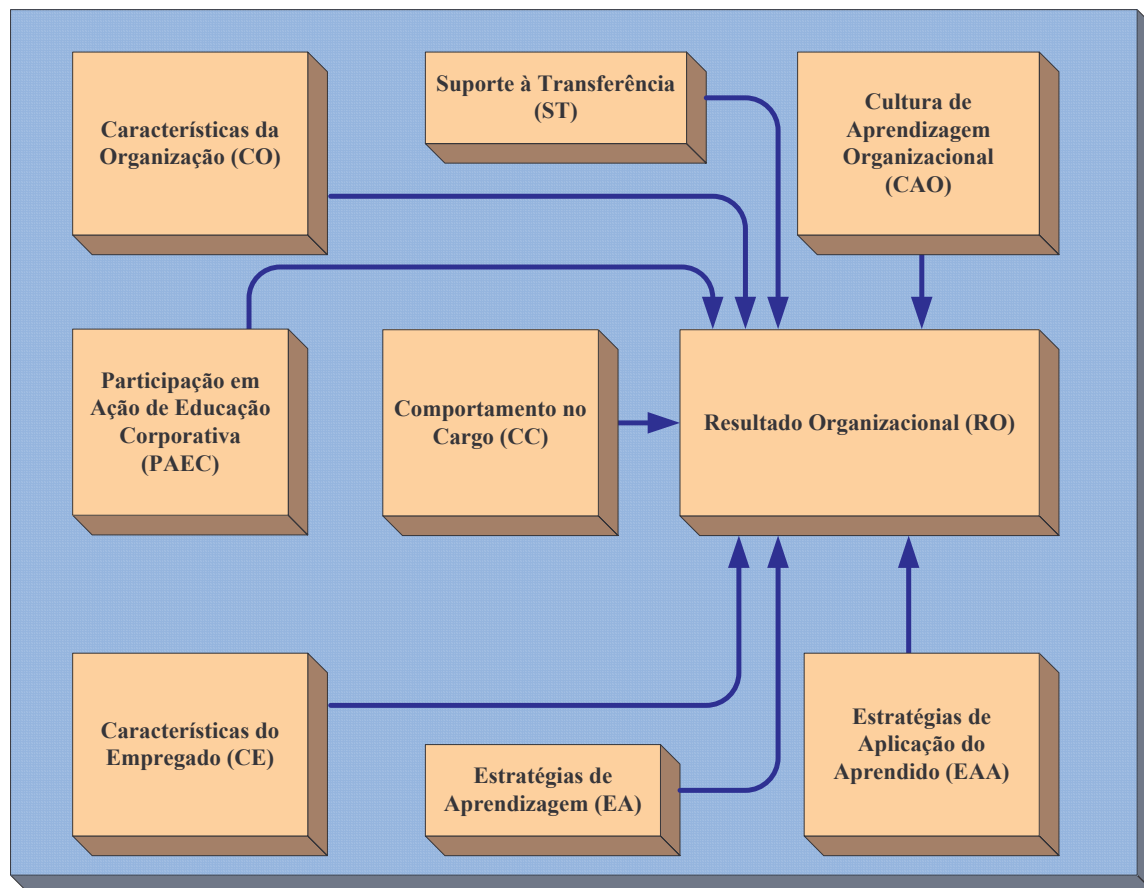 Características da
Organização (CO)
Suporte à Transferência
(ST)
Cultura de
Aprendizagem
Organizacional
(CAO)
Participação em
Ação de Educação
Corporativa
(PAEC)
Comportamento no
Cargo (CC)
Resultado Organizacional (RO)
Características do
Empregado (CE)
Estratégias de
Aprendizagem (EA)
Estratégias de
Aplicação do
Aprendido (EAA)